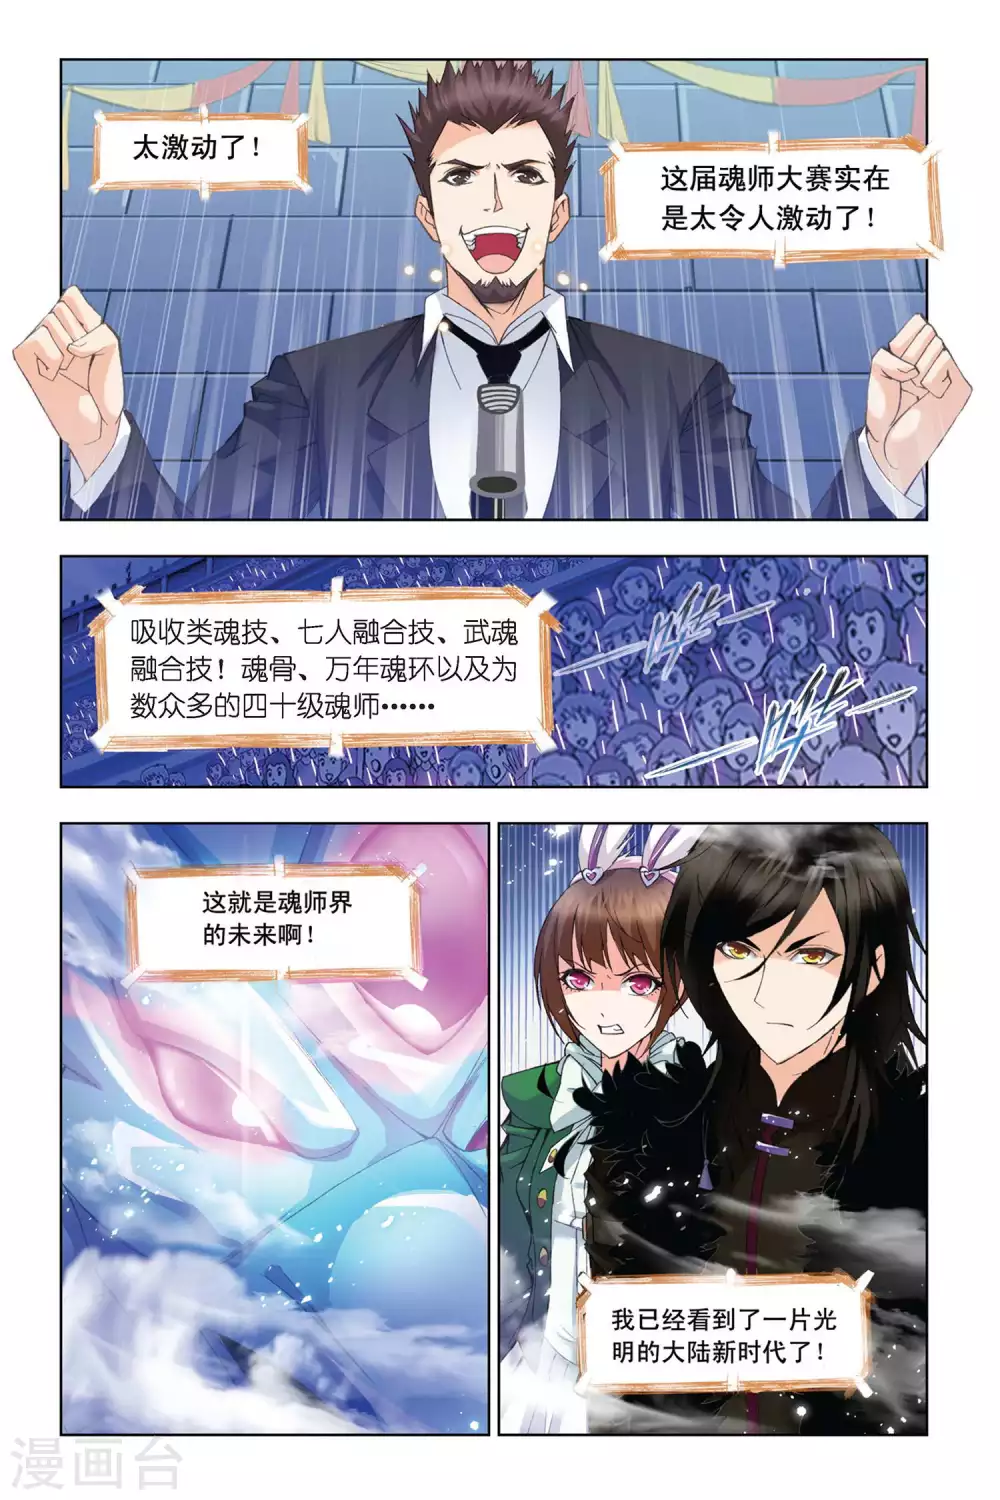 太激动了！
这届魂师大赛实在
是太令人激动了！
吸收类魂技、七人融合技、武魂
融合技！魂骨、万年魂环以及为
数众多的四十级魂师……
哗
哗
这就是魂师界
的未来啊！
我已经看到了一片光
明的大陆新时代了！
漫画台